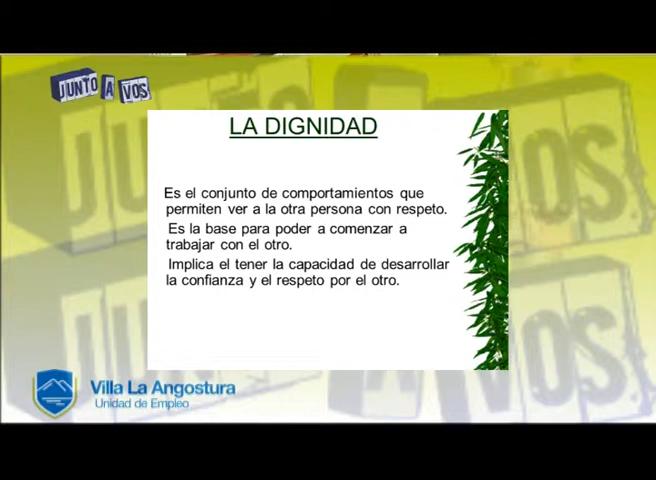 JUNTO A VOS
LA DIGNIDAD
Es el conjunto de comportamientos que
permiten ver a la otra persona con respeto.
Es la base para poder a comenzar a
trabajar con el otro.
Implica el tener la capacidad de desarrollar
la confianza y el respeto por el otro.
Villa La Angostura
Unidad de Empleo